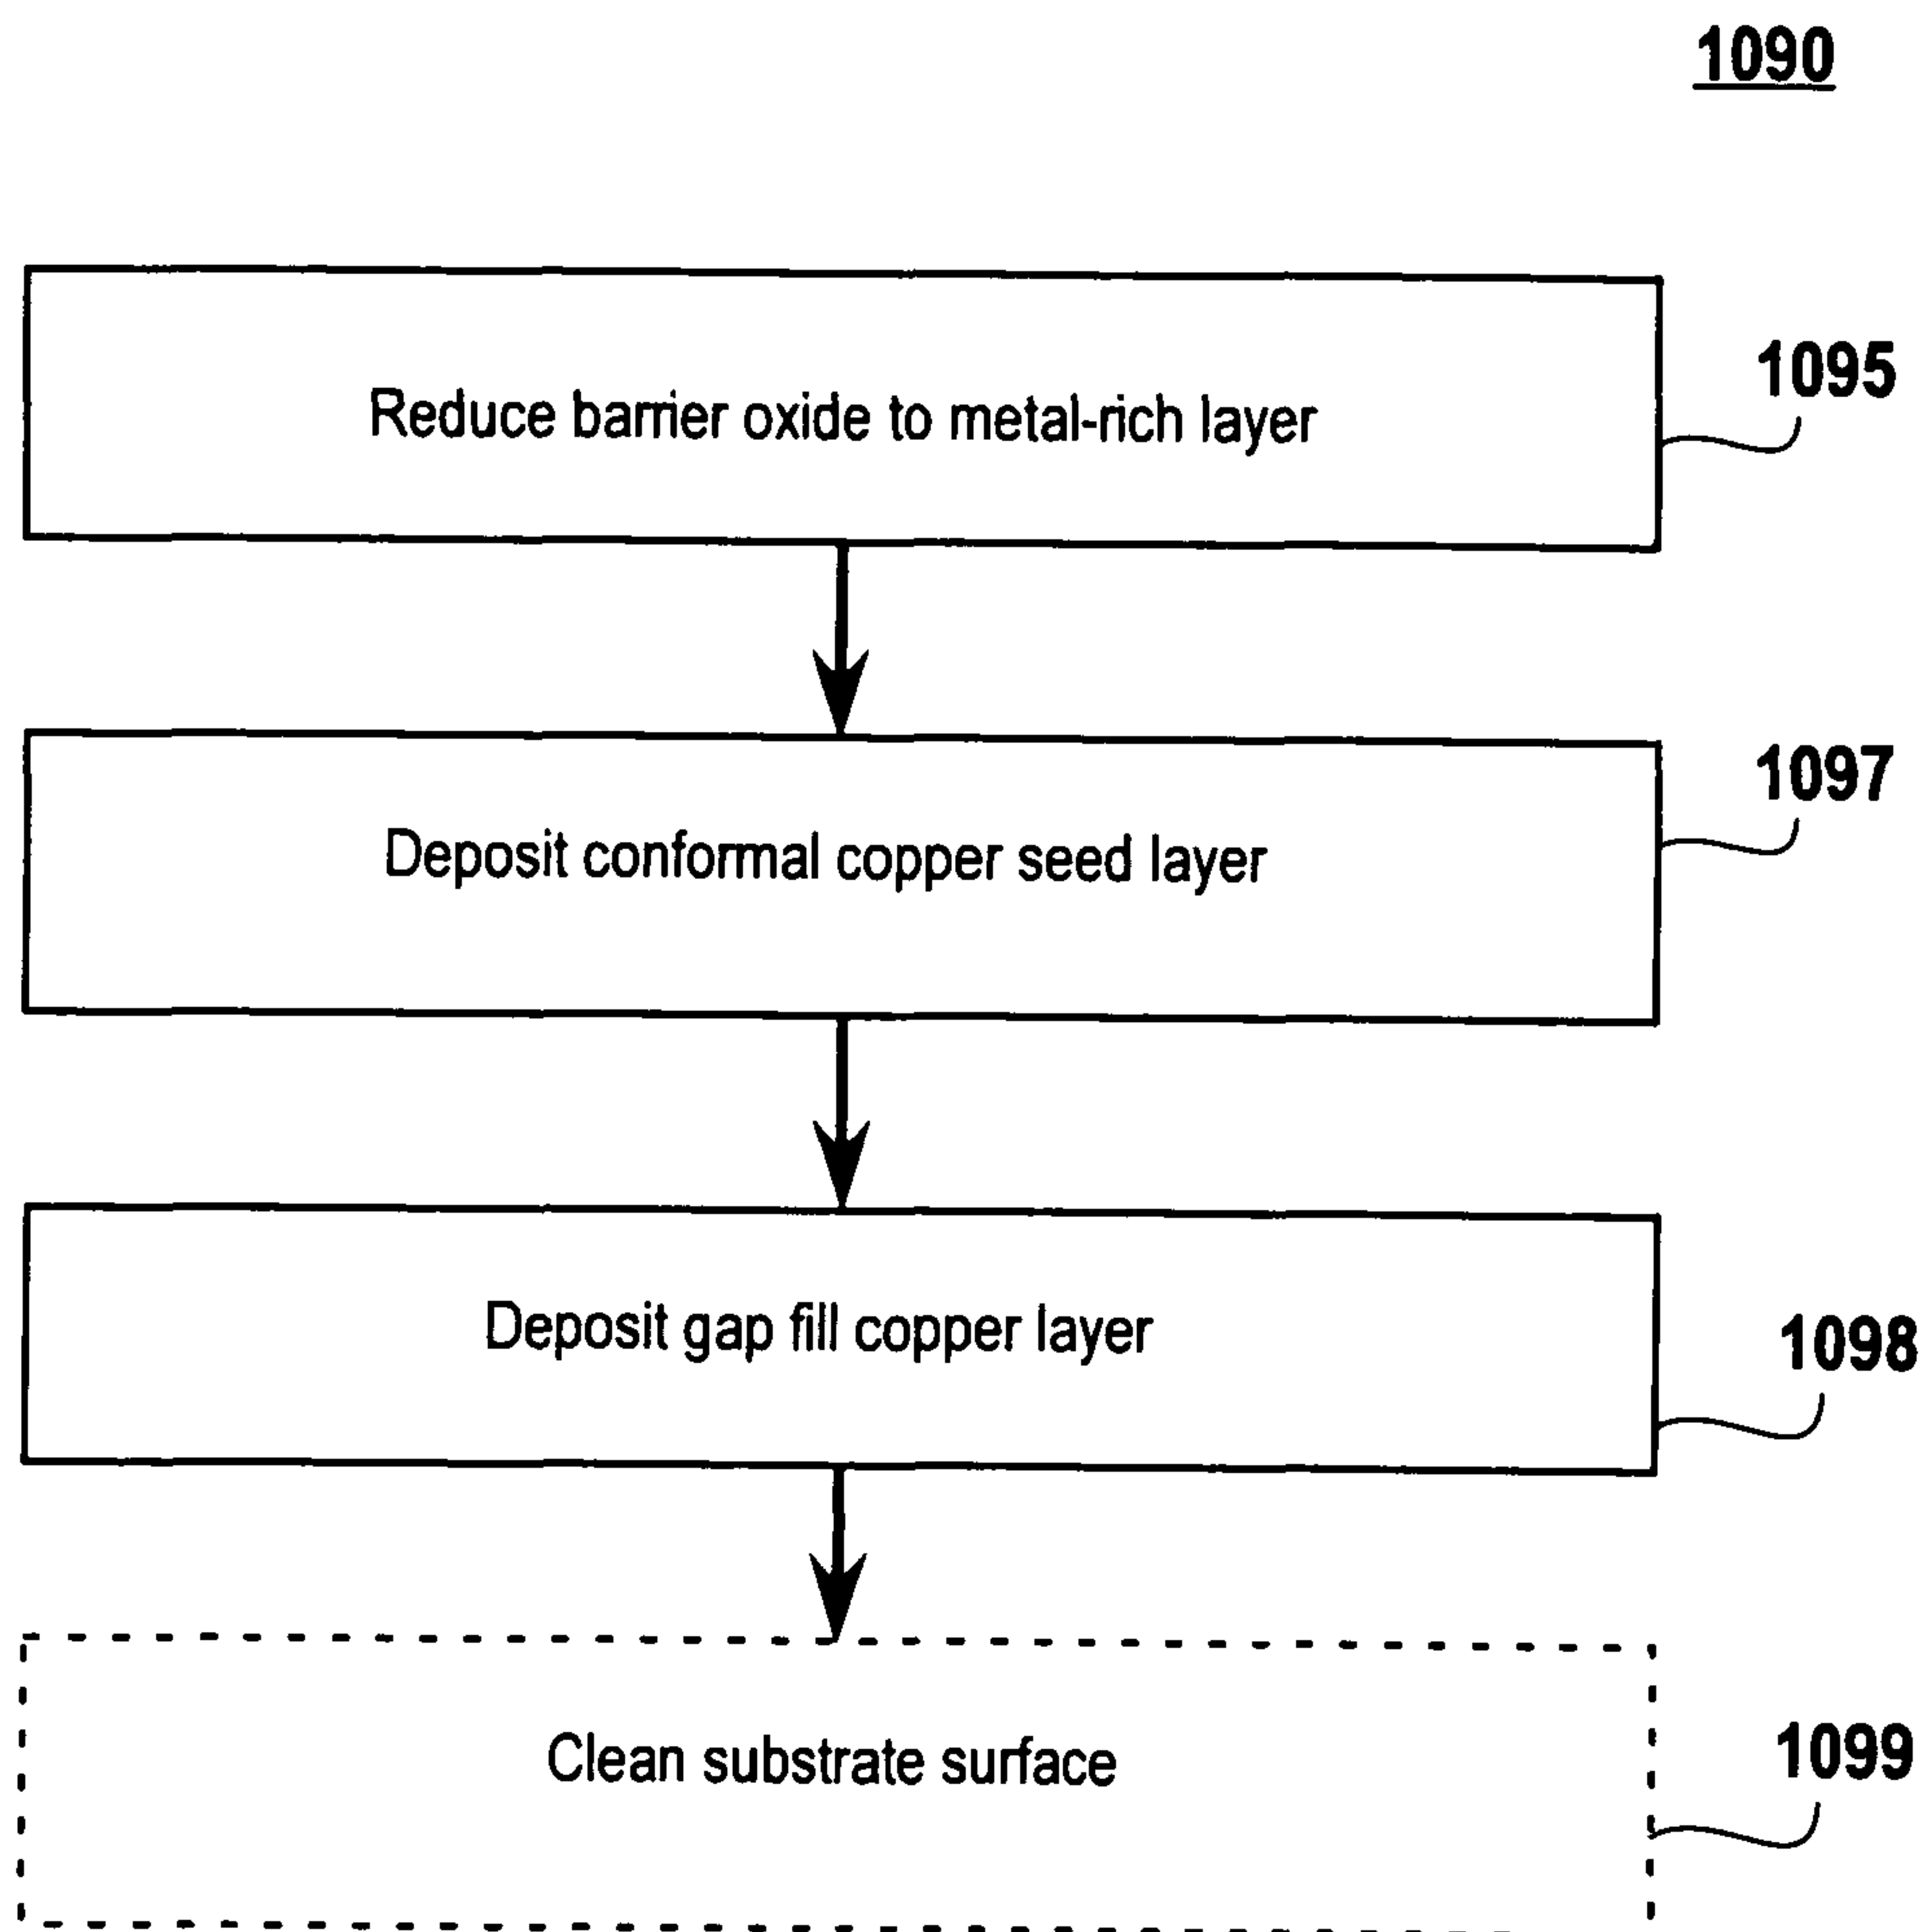 1090
Reduce barrier oxide to metal-rich layer
1095
Deposit conformal copper seed layer
1097
Deposit gap fill copper layer
1098
Clean substrate surface
1099